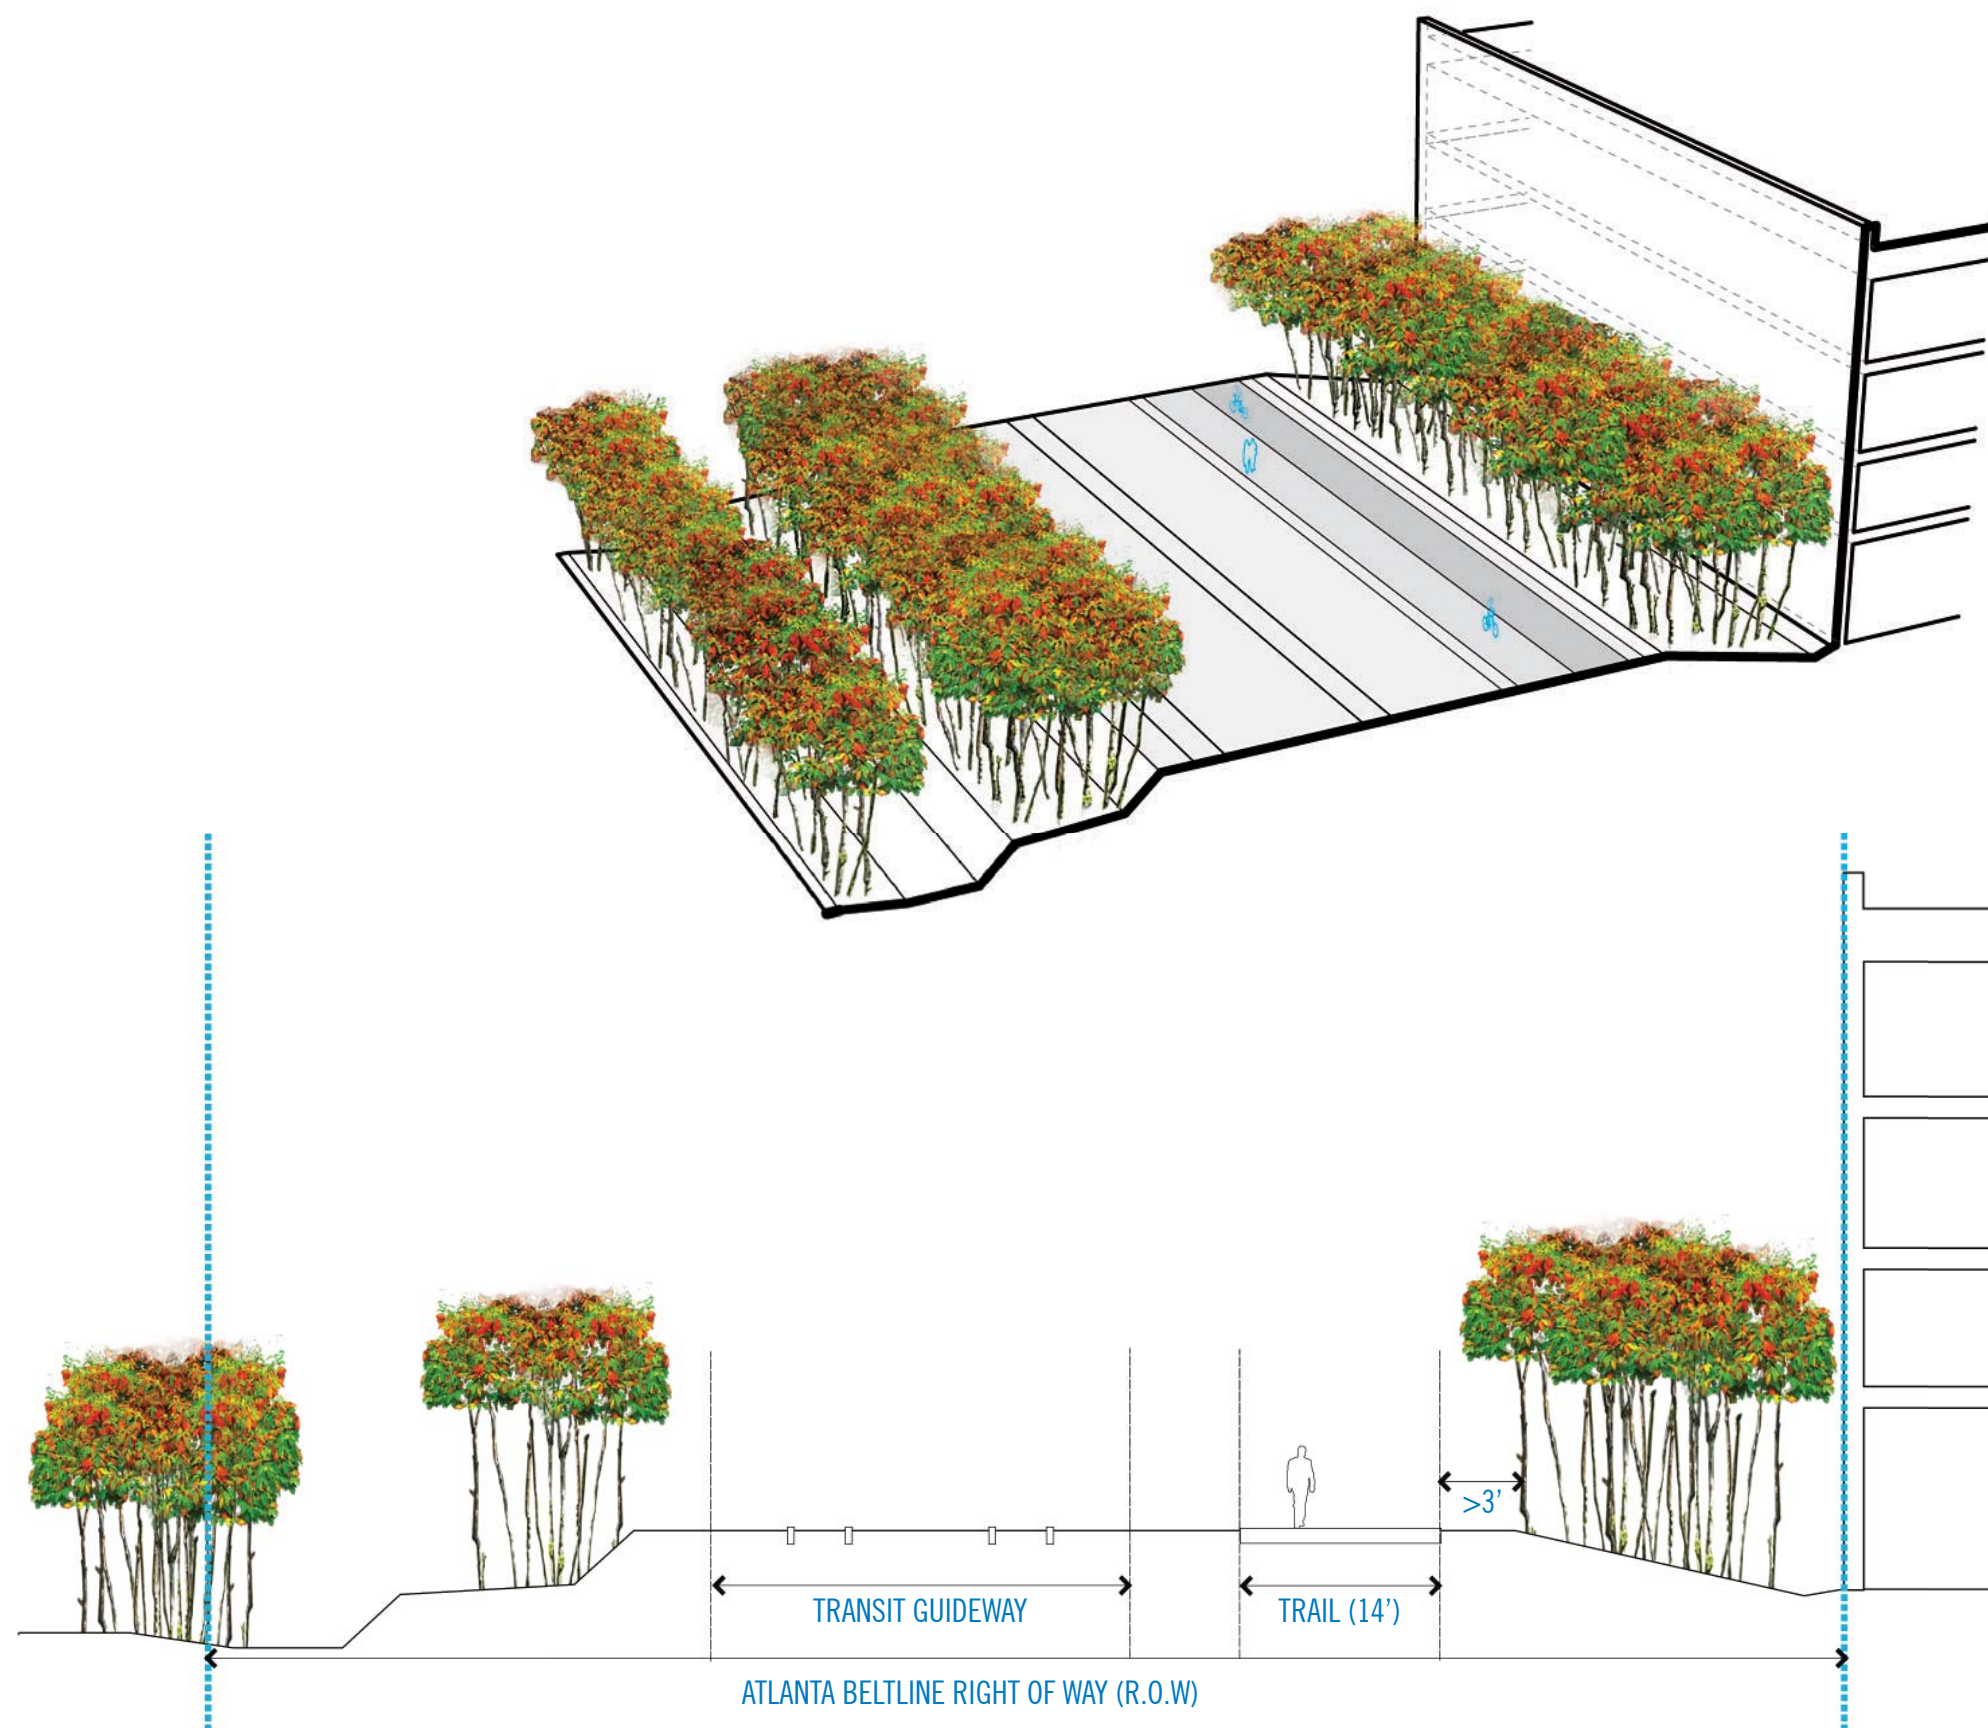 >3’
TRANSIT GUIDEWAY
TRAIL (14’)
ATLANTA BELTLINE RIGHT OF WAY (R.O.W)